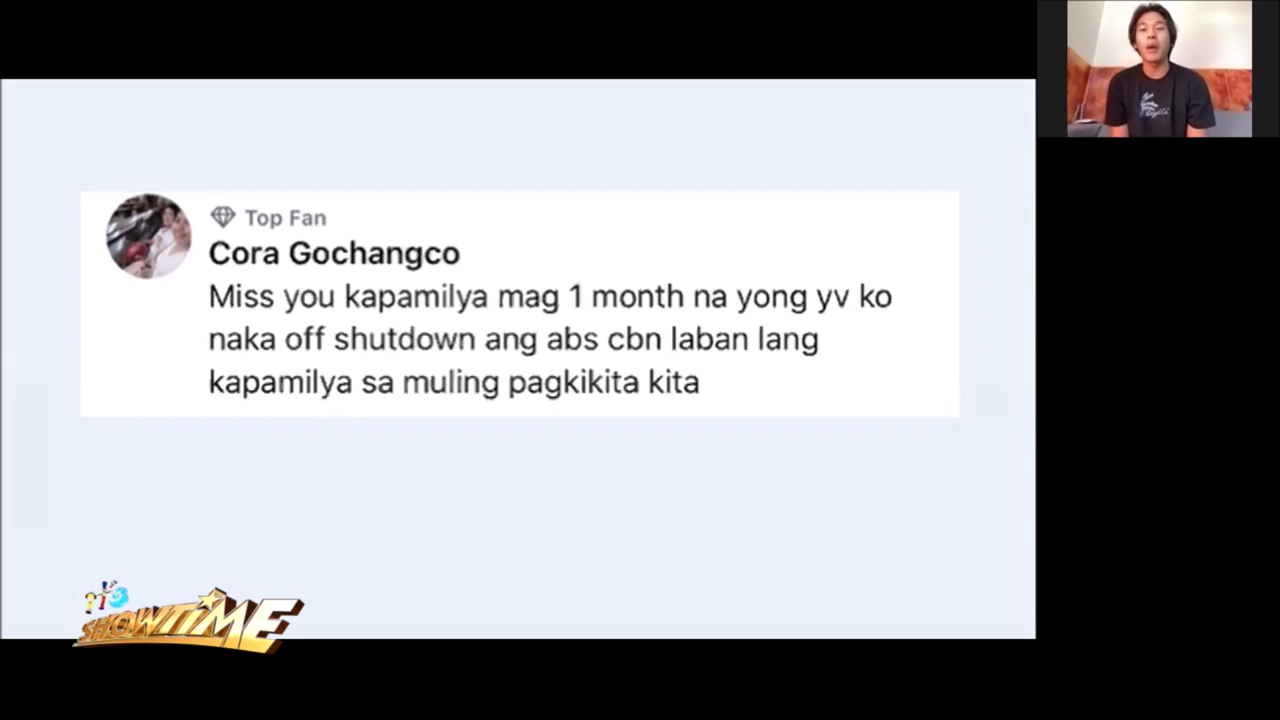 Top Fan
Cora Gochangco
Miss you kapamilya mag 1 month na yong yv ko
naka off shutdown ang abs cbn laban lang
kapamilya sa muling pagkikita kita
SHOWTIME